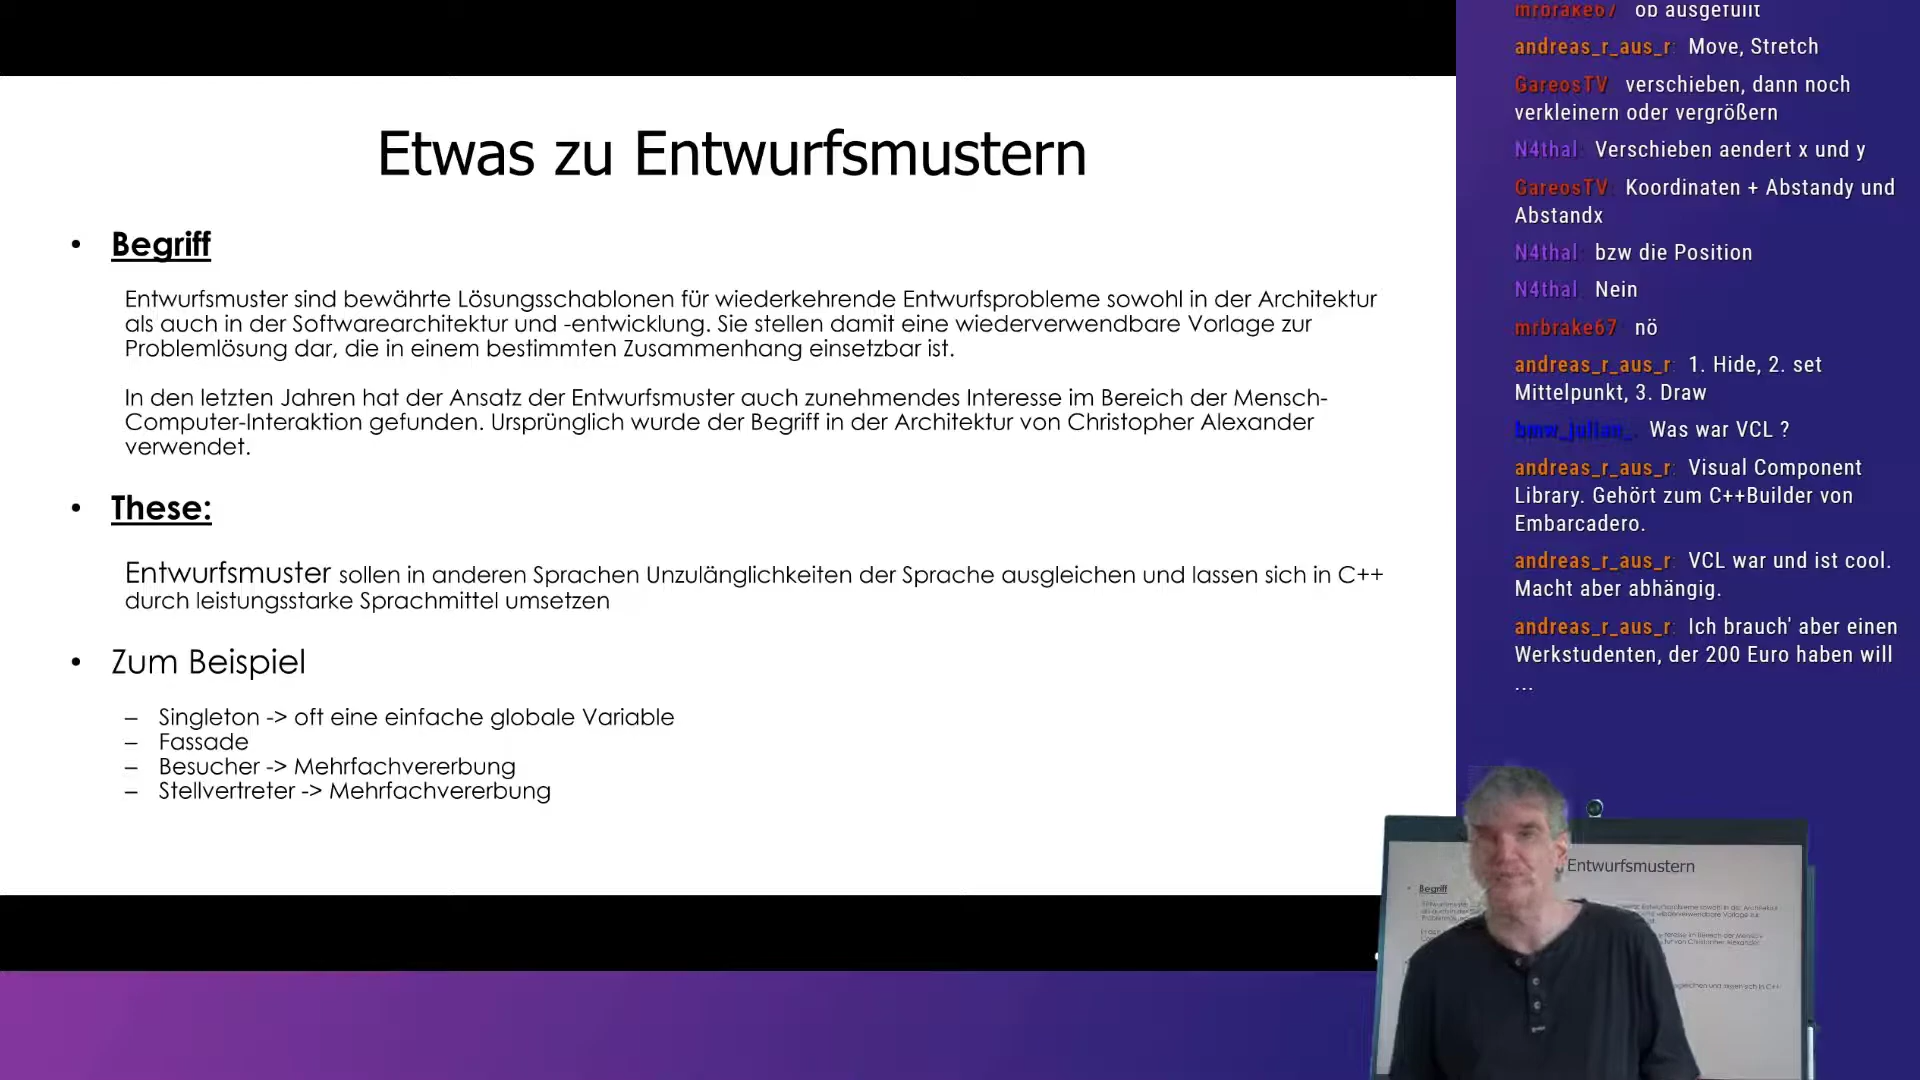 Etwas zu Entwurfsmustern
• Begriff
Entwurfsmuster sind bewährte Lösungsschablonen für wiederkehrende Entwurfsprobleme sowohl in der Architektur
als auch in der Softwarearchitektur und -entwicklung. Sie stellen damit eine wiederverwendbare Vorlage zur
Problemlösung dar, die in einem bestimmten Zusammenhang einsetzbar ist.
In den letzten Jahren hat der Ansatz der Entwurfsmuster auch zunehmendes Interesse im Bereich der Mensch-
Computer-Interaktion gefunden. Ursprünglich wurde der Begriff in der Architektur von Christopher Alexander
verwendet.
• These:
Entwurfsmuster sollen in anderen Sprachen Unzulänglichkeiten der Sprache ausgleichen und lassen sich in C++
durch leistungsstarke Sprachmittel umsetzen
• Zum Beispiel
– Singleton -> oft eine einfache globale Variable
– Fassade
– Besucher -> Mehrfachvererbung
– Stellvertreter -> Mehrfachvererbung
mrbrake67 ob ausgefüllt
andreas_r_aus_r: Move, Stretch
GareosTV: verschieben, dann noch
verkleinern oder vergrößern
N4thal: Verschieben aendert x und y
GareosTV: Koordinaten + Abstandy und
Abstandx
N4thal: bzw die Position
N4thal: Nein
mrbrake67: nö
andreas_r_aus_r: 1. Hide, 2. set
Mittelpunkt, 3. Draw
bmw_julian_: Was war VCL ?
andreas_r_aus_r: Visual Component
Library. Gehört zum C++Builder von
Embarcadero.
andreas_r_aus_r: VCL war und ist cool.
Macht aber abhängig.
andreas_r_aus_r: Ich brauch' aber einen
Werkstudenten, der 200 Euro haben will
...
Entwurfsmustern
• Begriff